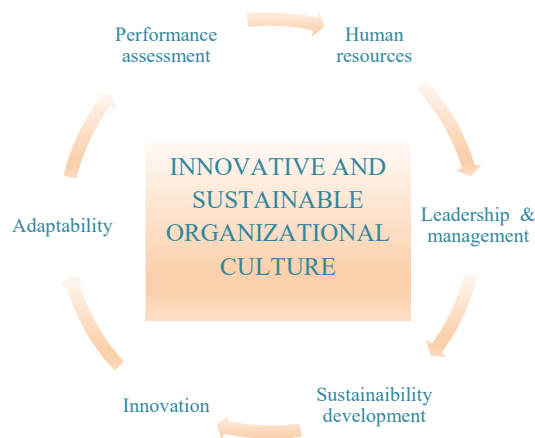 Performance
assessment
Human
resources
INNOVATIVE AND
SUSTAINABLE
ORGANIZATIONAL
CULTURE
Leadership &
management
Adaptability
Sustainaibility
development
Innovation